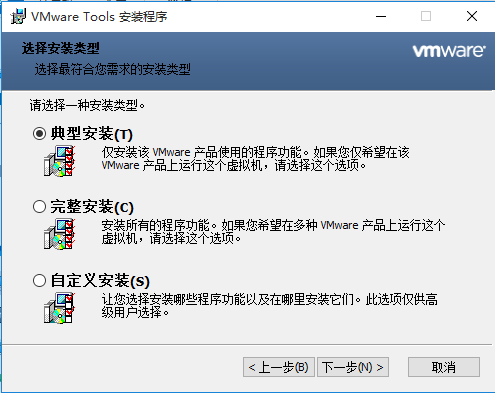 VMware Tools 安装程序
选择安装类型
选择最符合您需求的安装类型
vmware
请选择一种安装类型。
典型安装(T)
仅安装该 VMware 产品使用的程序功能。如果您仅希望在该
VMware 产品上运行这个虚拟机，请选择这个选项。
完整安装(C)
安装所有的程序功能。如果您希望在多种 VMware 产品上运行这个
虚拟机，请选择这个选项。
自定义安装(S)
让您选择安装哪些程序功能以及在哪里安装它们。此选项仅供高
级用户选择。
< 上一步(B)
下一步(N) >
取消